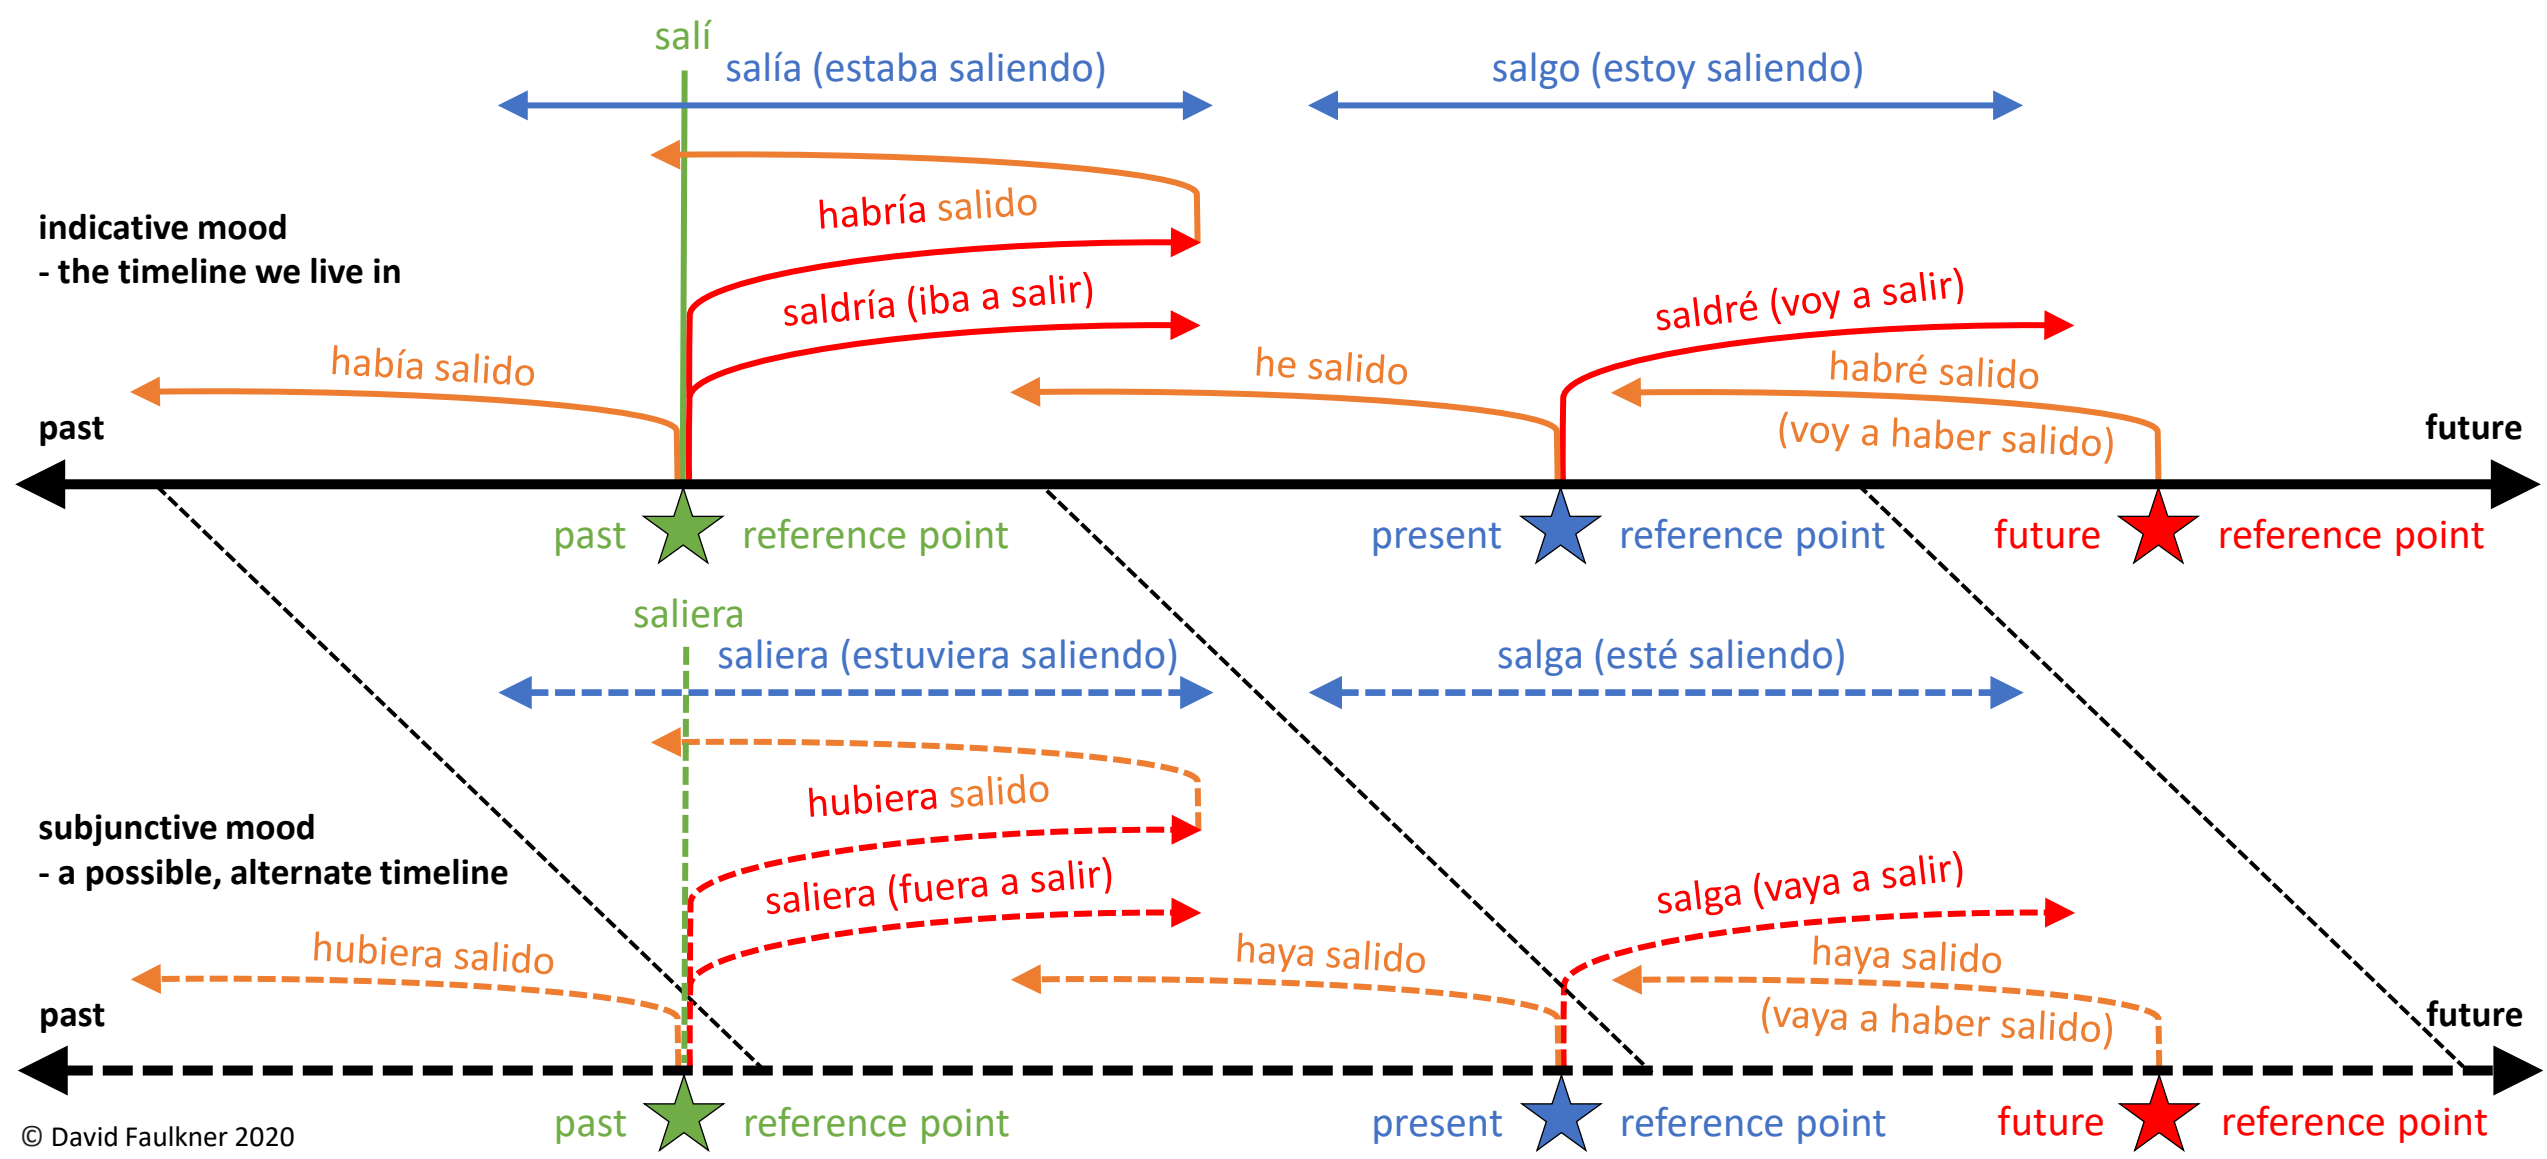 salí
salía (estaba saliendo)
salgo (estoy saliendo)
habría salido
indicative mood
- the timeline we live in
saldría (iba a salir)
saldré (voy a salir)
había salido
he salido
habré salido
(voy a haber salido)
past
future
past reference point
present reference point
future reference point
saliera
saliera (estuviera saliendo)
salga (esté saliendo)
hubiera salido
subjunctive mood
- a possible, alternate timeline
saliera (fuera a salir)
salga (vaya a salir)
hubiera salido
haya salido
haya salido
(vaya a haber salido)
past
future
past reference point
present reference point
future reference point
© David Faulkner 2020